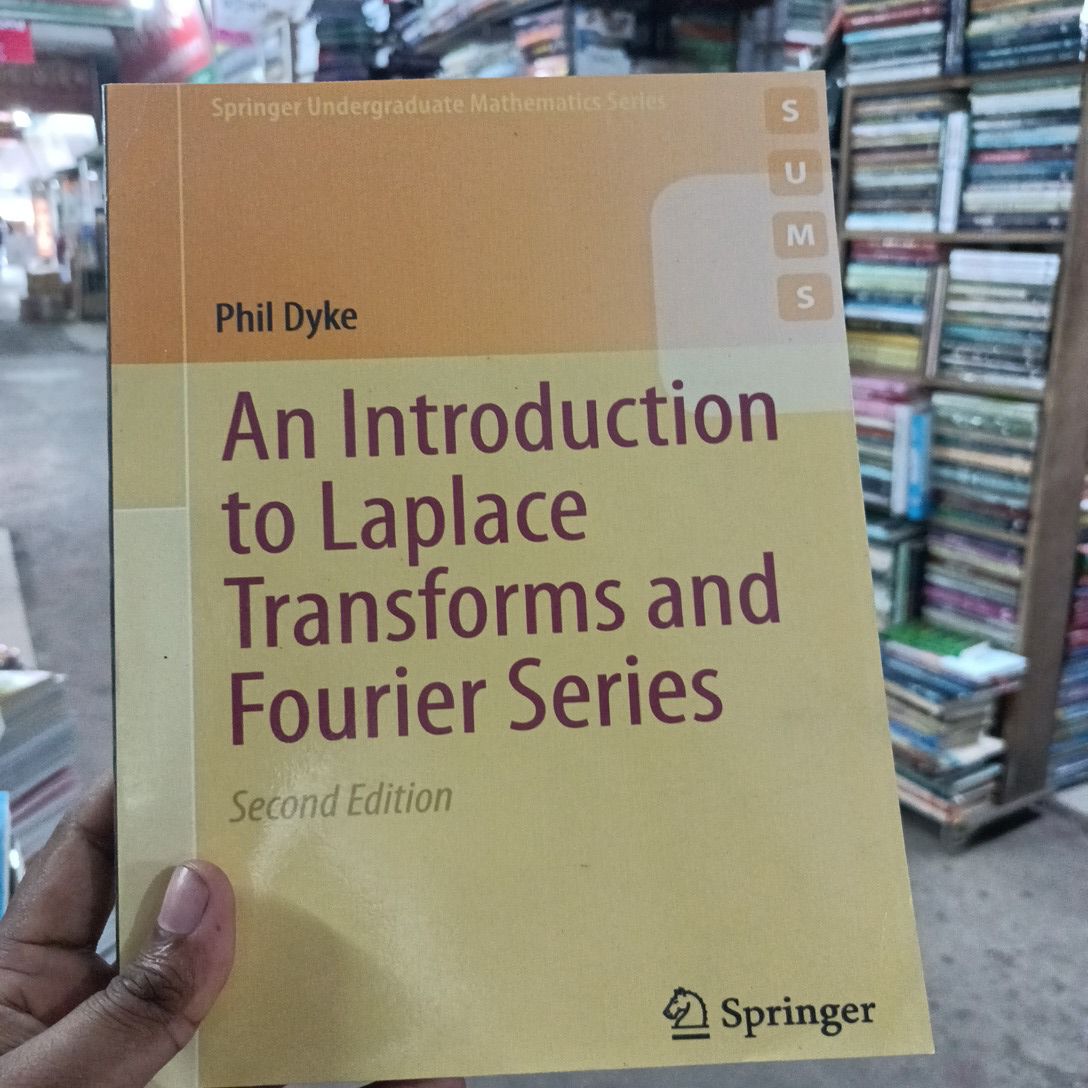 Springer Undergraduate Mathematics Series
S
U
M
S
Phil Dyke
An Introduction
to Laplace
Transforms and
Fourier Series
Second Edition
Springer